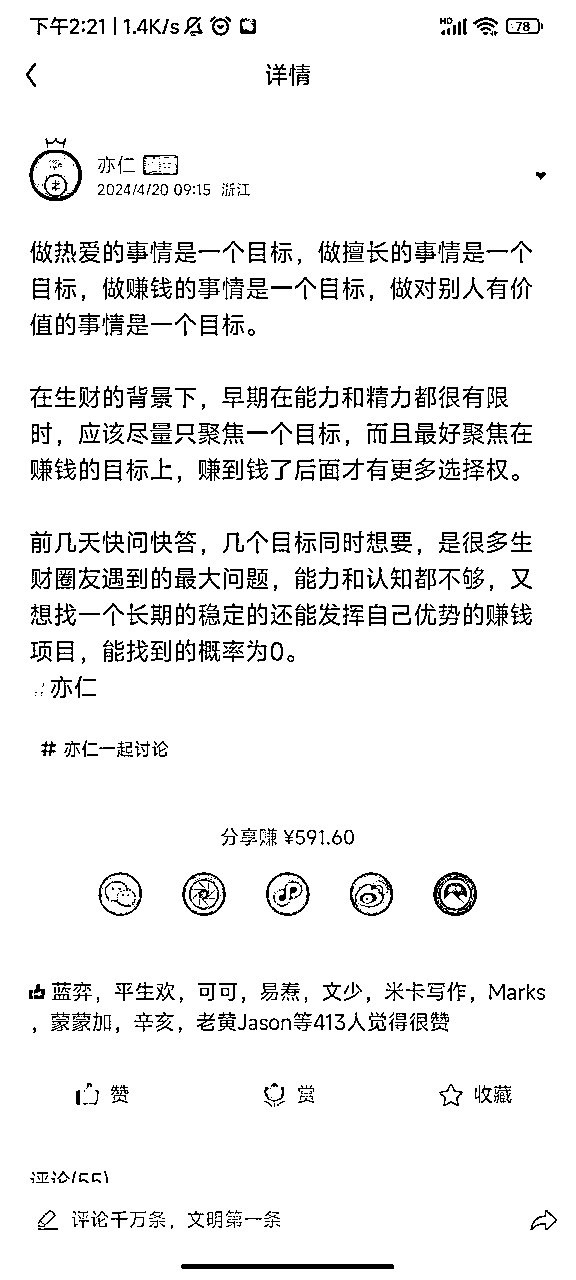 下午2:21 | 1.4K/s
HD 78
详情
亦仁
2024/4/20 09:15 浙江
做热爱的事情是一个目标，做擅长的事情是一个
目标，做赚钱的事情是一个目标，做对别人有价
值的事情是一个目标。
在生财的背景下，早期在能力和精力都很有限
时，应该尽量只聚焦一个目标，而且最好聚焦在
赚钱的目标上，赚到钱了后面才有更多选择权。
前几天快问快答，几个目标同时想要，是很多生
财圈友遇到的最大问题，能力和认知都不够，又
想找一个长期的稳定的还能发挥自己优势的赚钱
项目，能找到的概率为0。
亦仁
# 亦仁一起讨论
分享赚 ¥591.60
蓝弈，平生欢，可可，易焘，文少，米卡写作，Marks
，蒙蒙加，辛亥，老黄Jason等413人觉得很赞
赞 赏 收藏
评论(55)
评论千万条，文明第一条